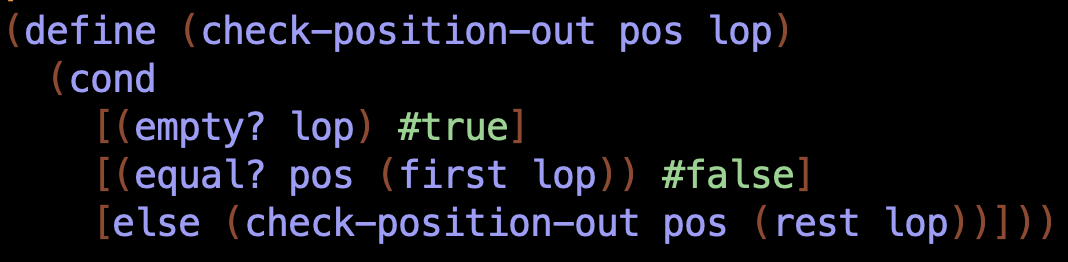 (define (check-position-out pos lop)
  (cond
    [(empty? lop) #true]
    [(equal? pos (first lop)) #false]
    [else (check-position-out pos (rest lop))]))